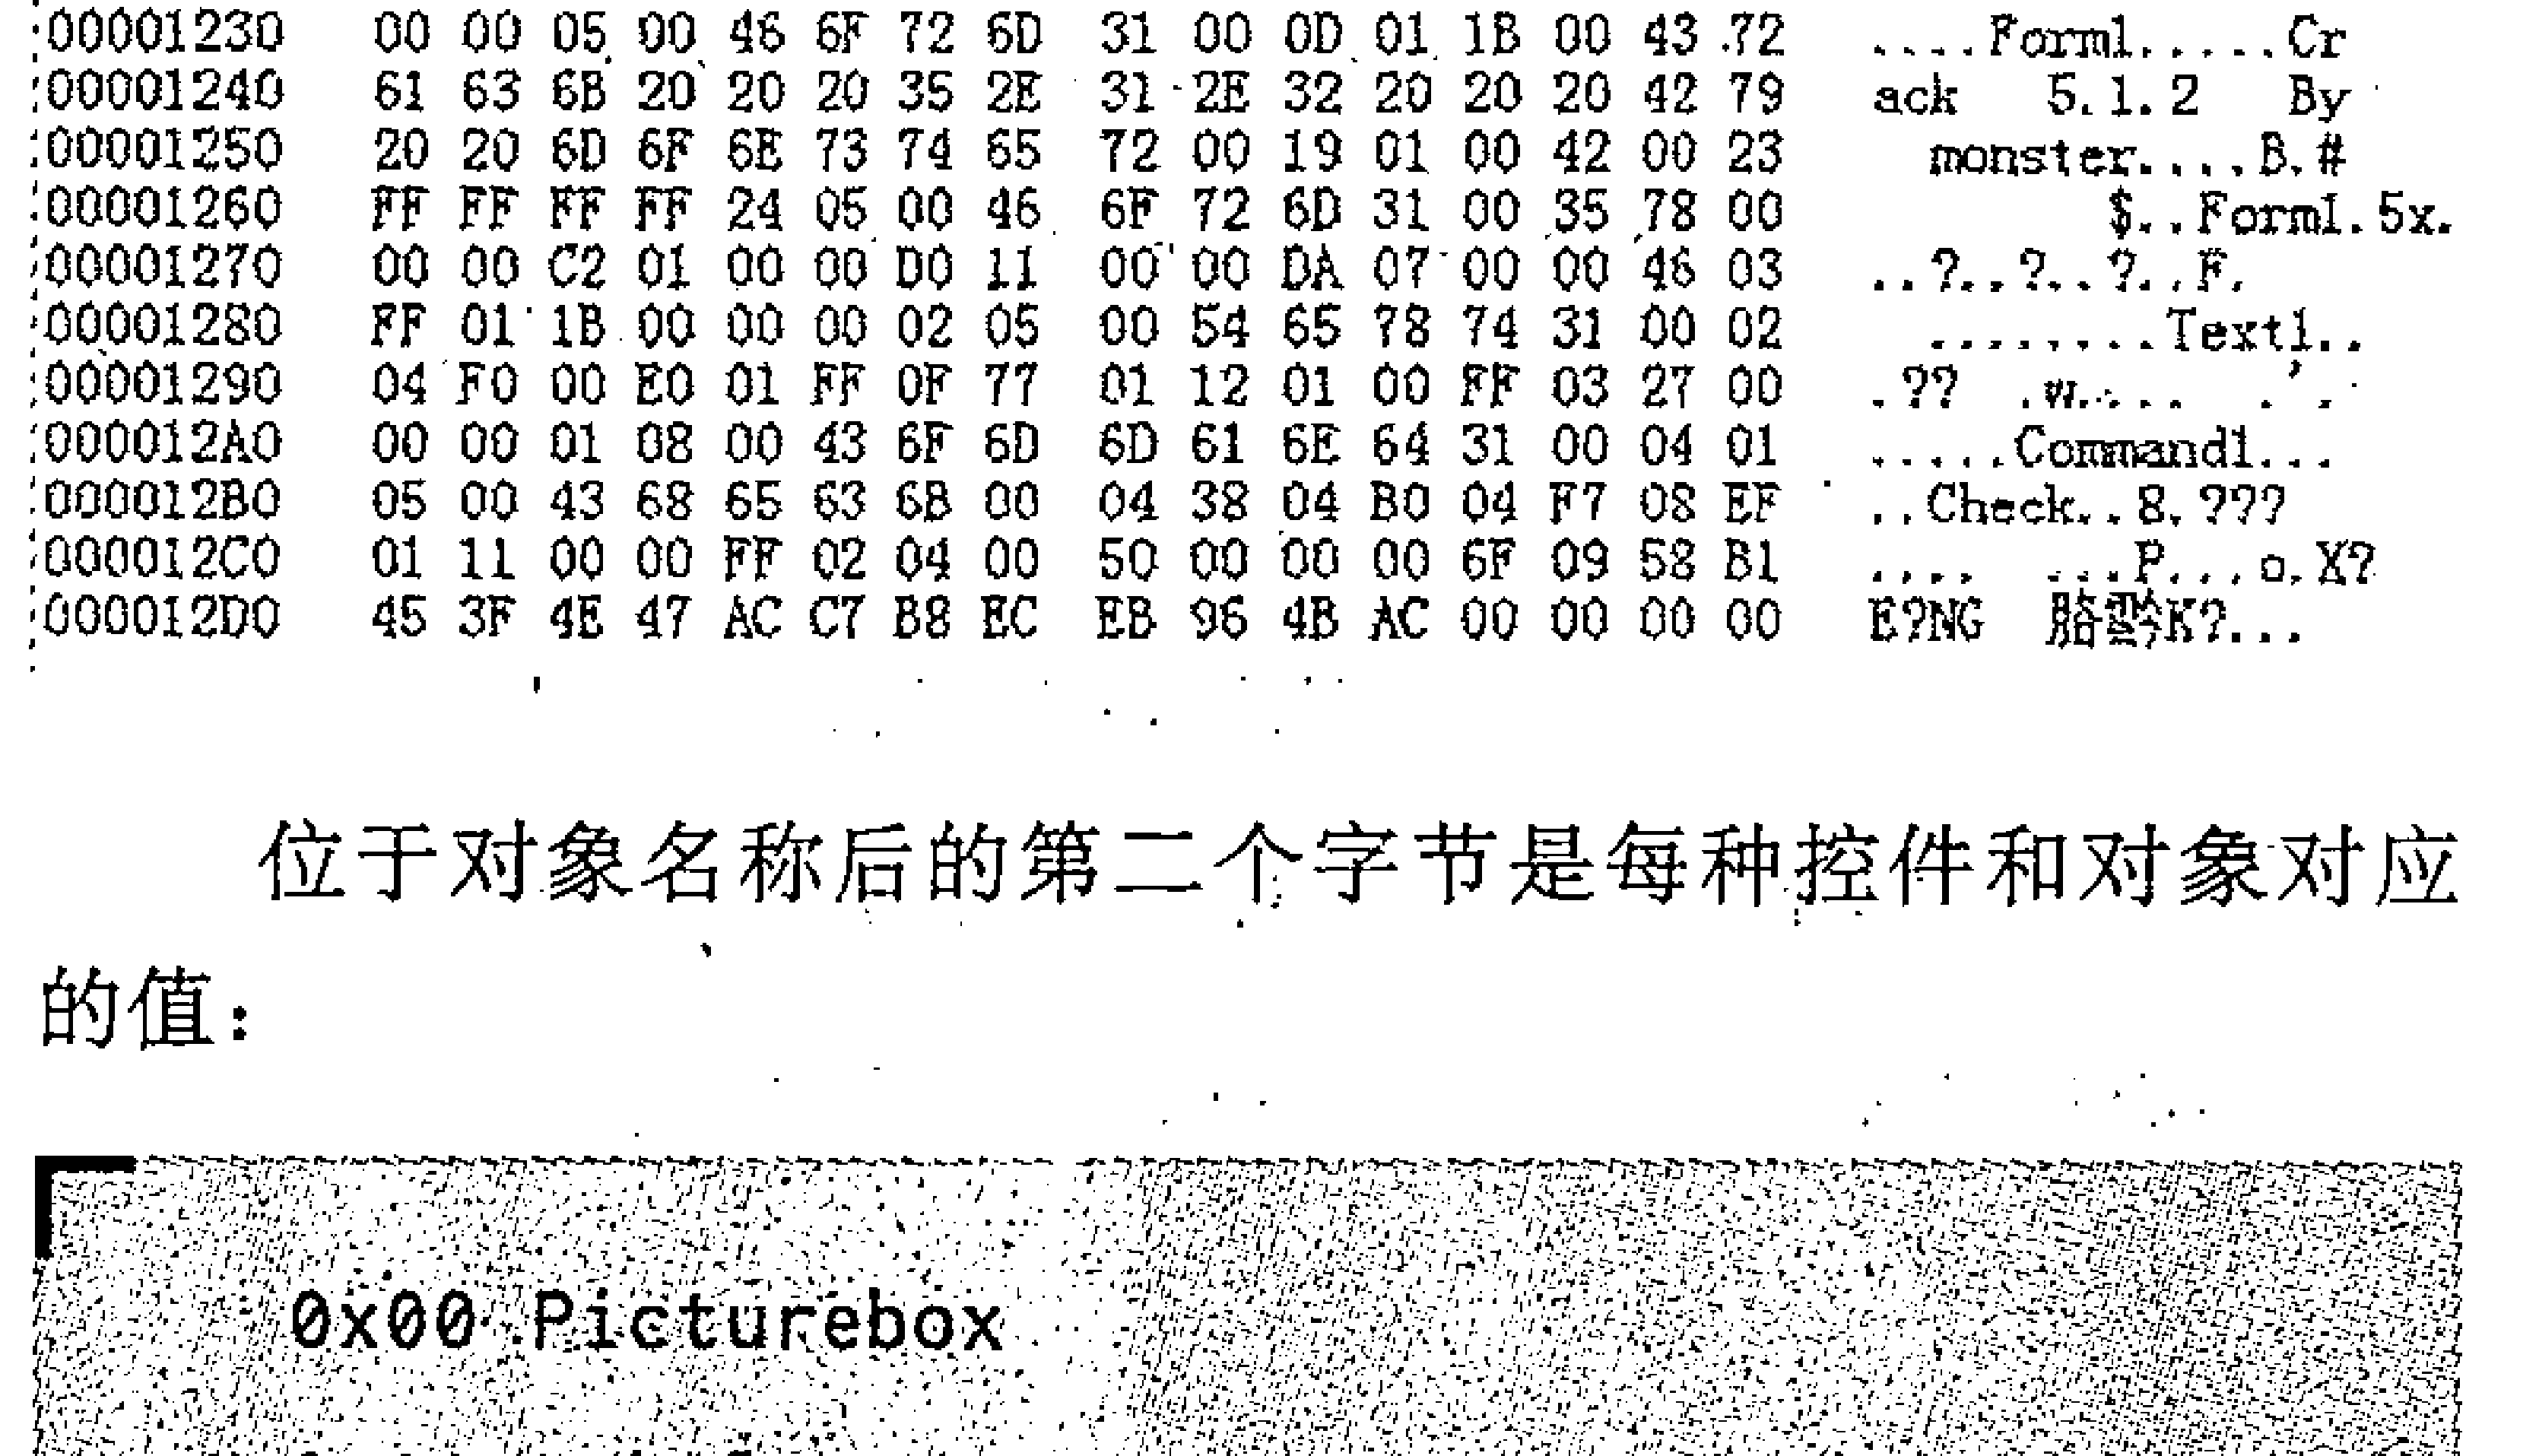 00001230 00 00 05 00 46 6F 72 6D 31 00 0D 01 1B 00 43 72 ....Form1.....Cr
00001240 61 63 6B 20 20 20 35 2E 31 2E 32 20 20 20 42 79 ack   5.1.2   By
00001250 20 20 6D 6F 6E 73 74 65 72 00 19 01 00 42 00 23   monster....B.#
00001260 FF FF FF FF 24 05 00 46 6F 72 6D 31 00 35 78 00 $..Form1.5x.
00001270 00 00 C2 01 00 00 D0 11 00 00 DA 07 00 00 46 03 ..?..?..?..F.
00001280 FF 01 1B 00 00 00 02 05 00 54 65 78 74 31 00 02 ........Text1..
00001290 04 F0 00 E0 01 FF 0F 77 01 12 01 00 FF 03 27 00 .?? .w.... .'.
000012A0 00 00 01 08 00 43 6F 6D 6D 61 6E 64 31 00 04 01 .....Command1...
000012B0 05 00 43 68 65 63 6B 00 04 38 04 B0 04 F7 08 EF ..Check..8.???
000012C0 01 11 00 00 FF 02 04 00 50 00 00 00 6F 09 58 B1 .... ...P...o.X?
000012D0 45 3F 4E 47 AC C7 B8 EC EB 96 4B AC 00 00 00 00 E?NG K?...
位于对象名称后的第二个字节是每种控件和对象对应
的值：
0x00 Picturebox